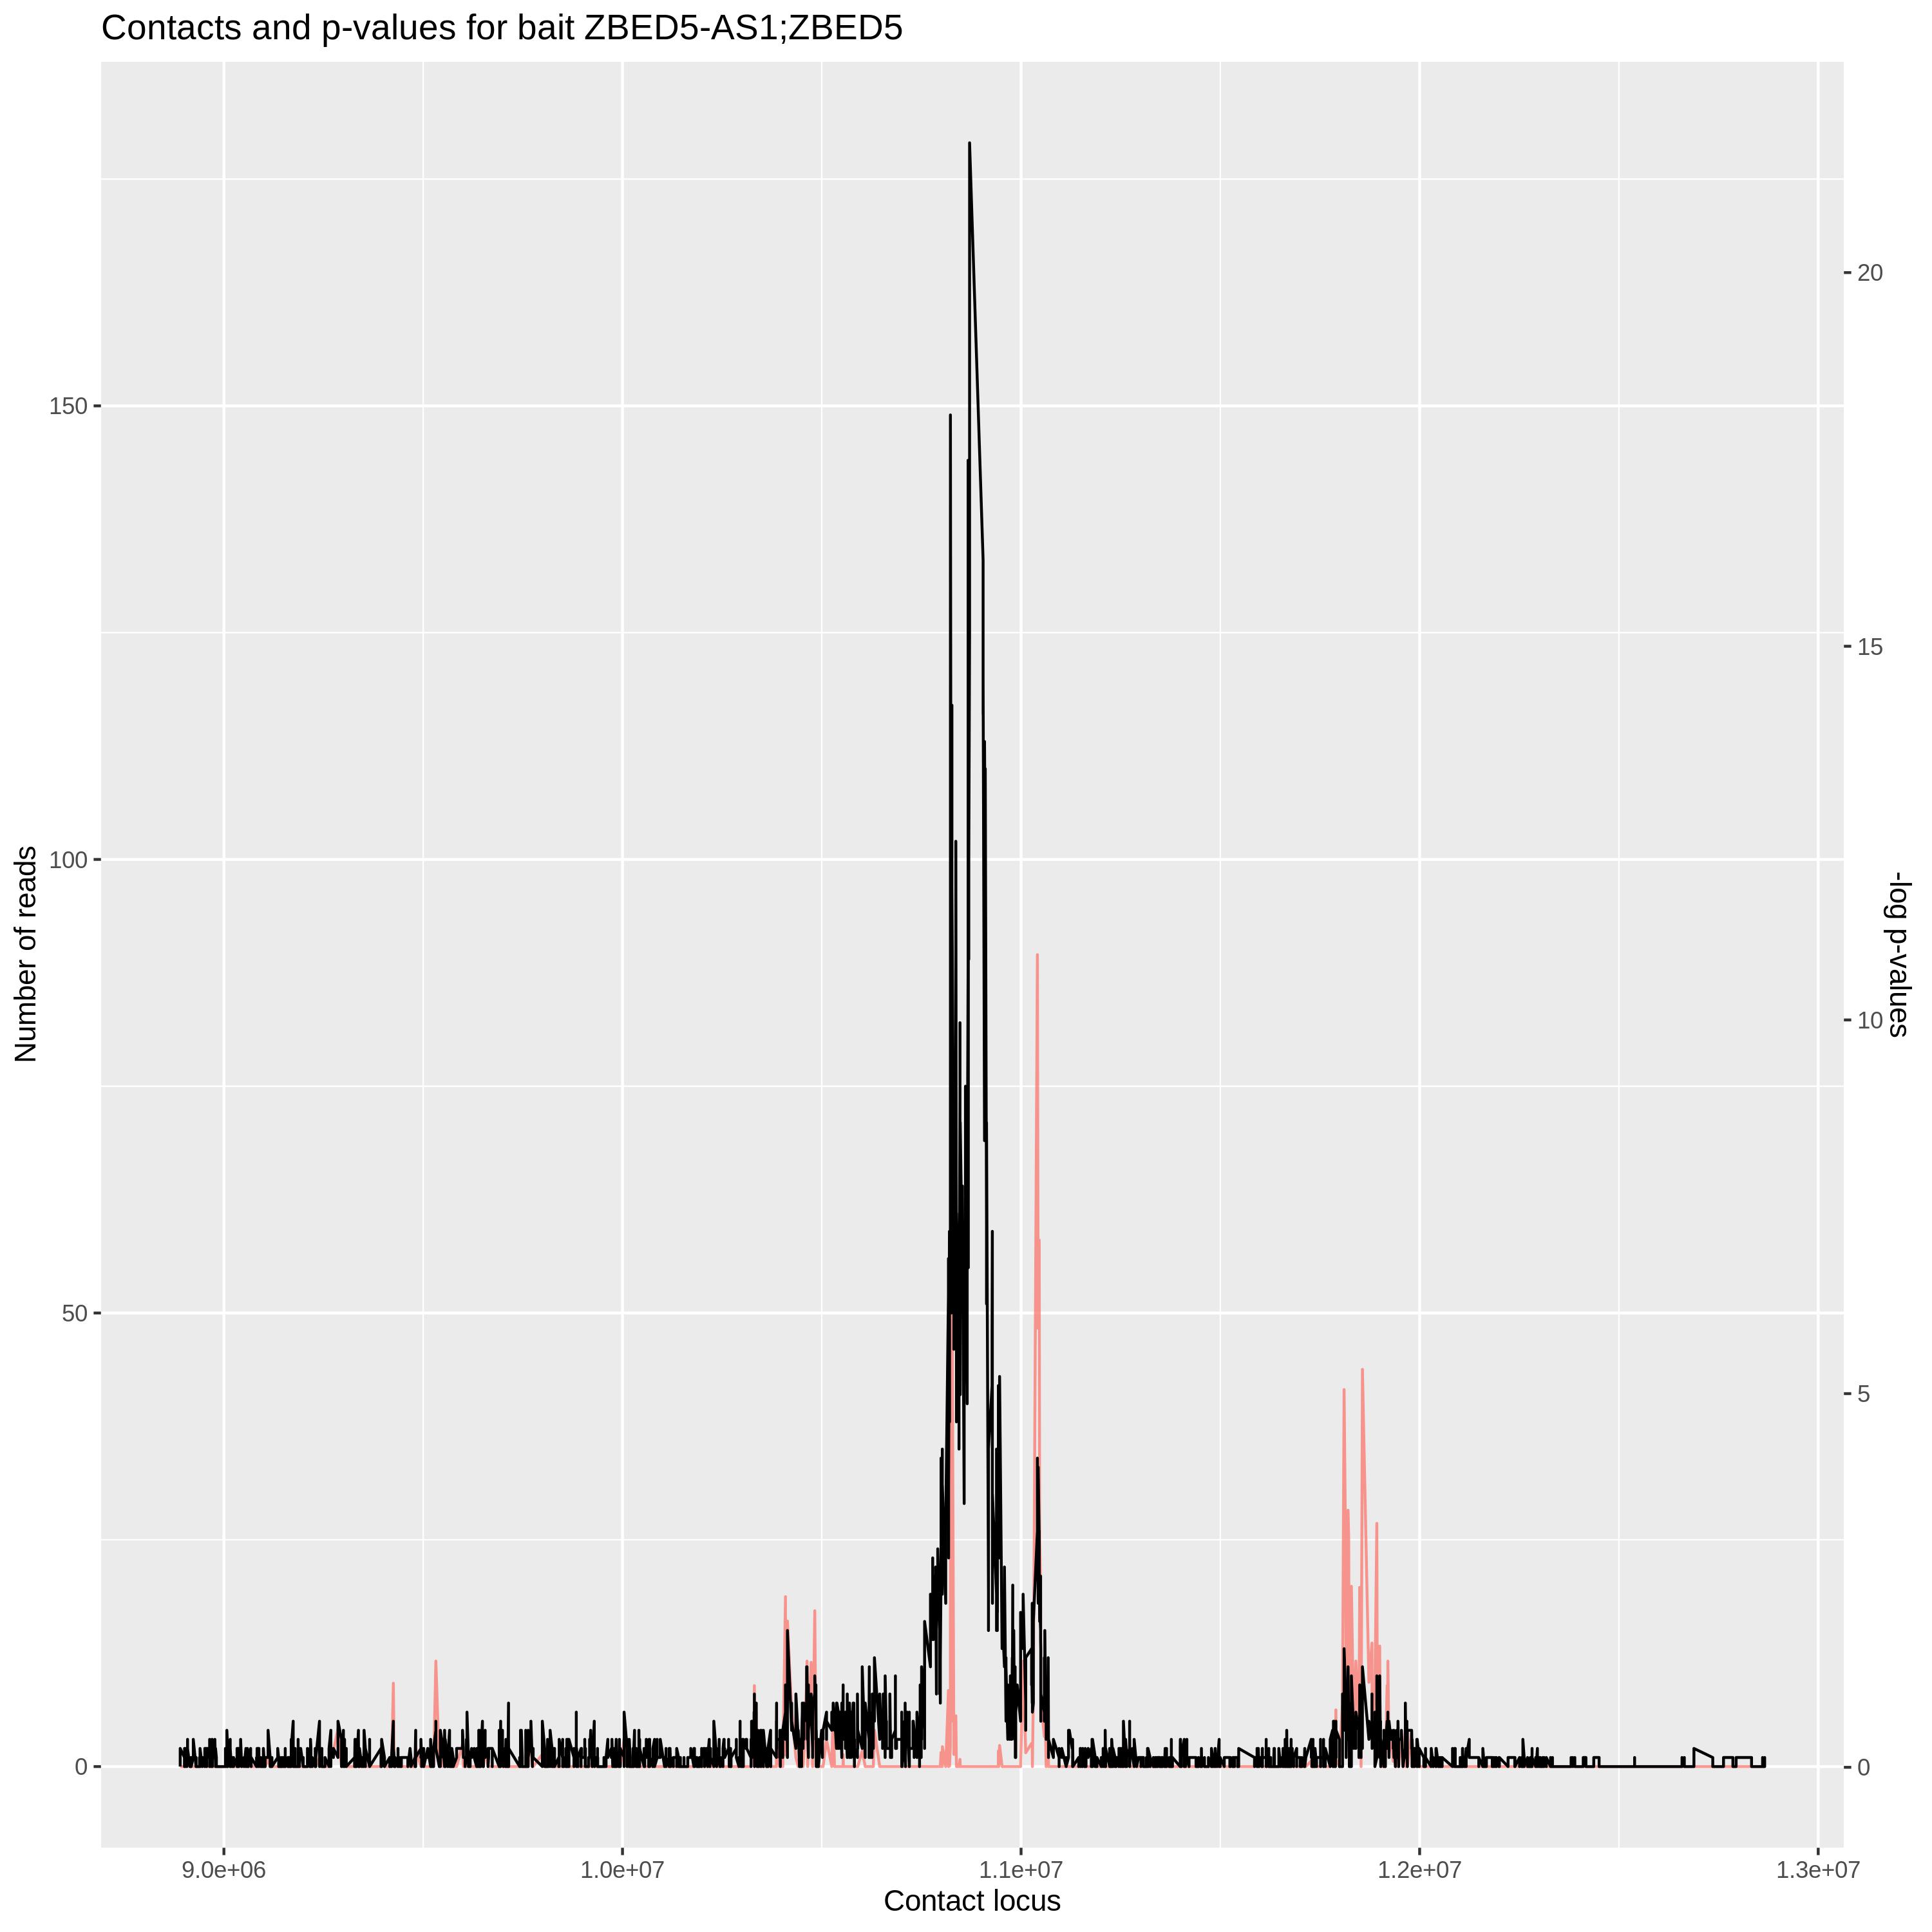 Contacts and p-values for bait ZBED5-AS1;ZBED5
Number of reads
150
100
50
0
20
15
10
5
0
-log p-values
9.0e+06
1.0e+07
1.1e+07
1.2e+07
1.3e+07
Contact locus